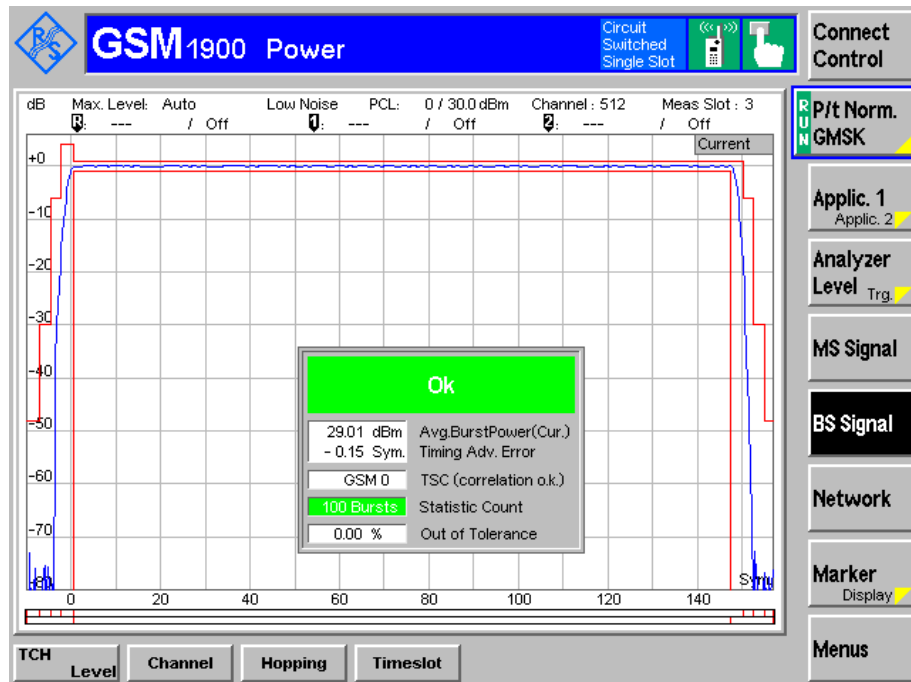 R&S
GSM 1900 Power
Circuit Switched Single Slot
Connect Control
dB Max. Level: Auto Low Noise PCL: 0 / 30.0 dBm Channel : 512 Meas Slot : 3
R: --- / Off 1: --- / Off 2: --- / Off
Current
RUN
P/t Norm. GMSK
+0
-10
-20
-30
-40
-50
-60
-70
-80
0 20 40 60 80 100 120 140
Ok
29.01 dBm Avg.BurstPower(Cur.)
- 0.15 Sym. Timing Adv. Error
GSM 0 TSC (correlation o.k.)
100 Bursts Statistic Count
0.00 % Out of Tolerance
Applic. 1
Applic. 2
Analyzer Level Trg.
MS Signal
BS Signal
Network
Marker
Display
Menus
TCH Level
Channel
Hopping
Timeslot